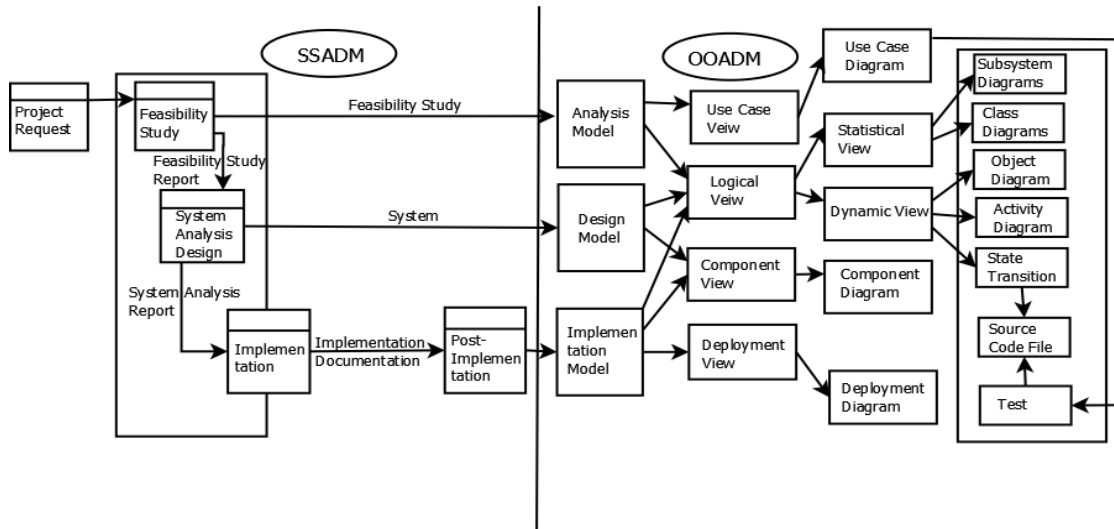 SSADM
Project
Request
Feasibility
Study
Feasibility Study
Feasibility Study
Report
System
Analysis
Design
System
System Analysis
Report
Implemen
tation
Implementation
Documentation
Post-
Implemen
tation
OOADM
Analysis
Model
Design
Model
Implemen
tation
Model
Use Case
Veiw
Logical
Veiw
Component
View
Deployment
View
Use Case
Diagram
Statistical
View
Dynamic View
Component
Diagram
Deployment
Diagram
Subsystem
Diagrams
Class
Diagrams
Object
Diagram
Activity
Diagram
State
Transition
Source
Code File
Test